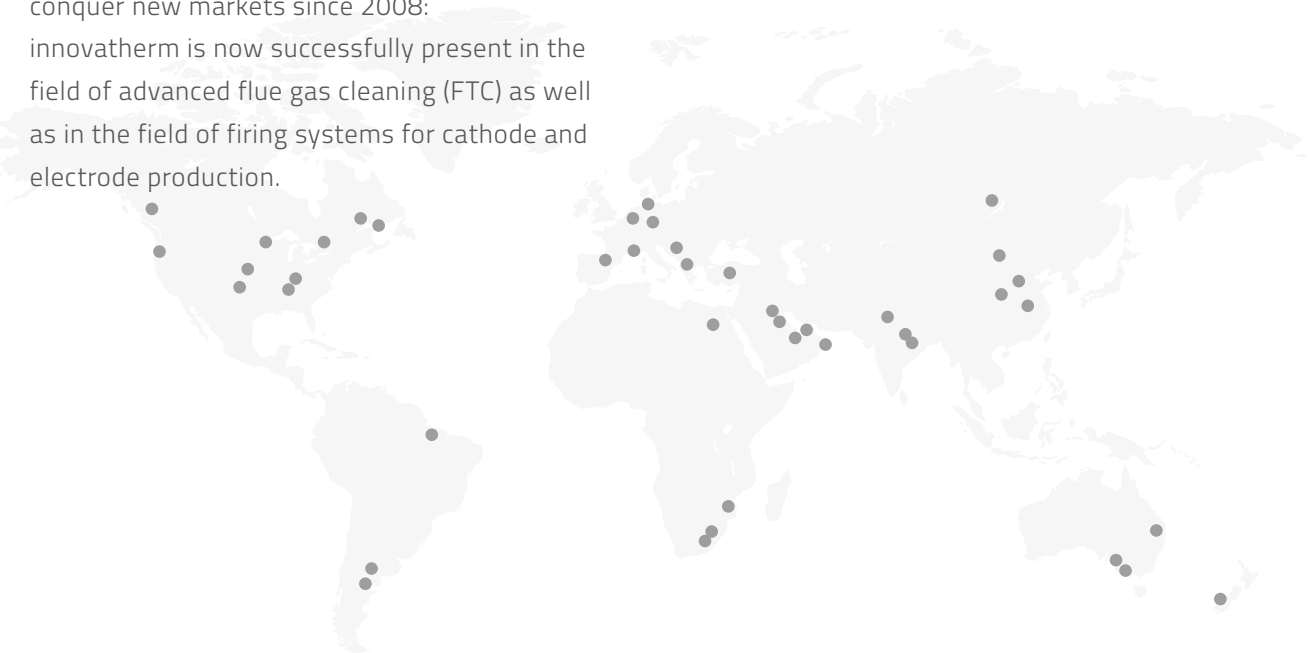 conquer new markets since 2008:
innovatherm is now successfully present in the
field of advanced flue gas cleaning (FTC) as well
as in the field of firing systems for cathode and
electrode production.